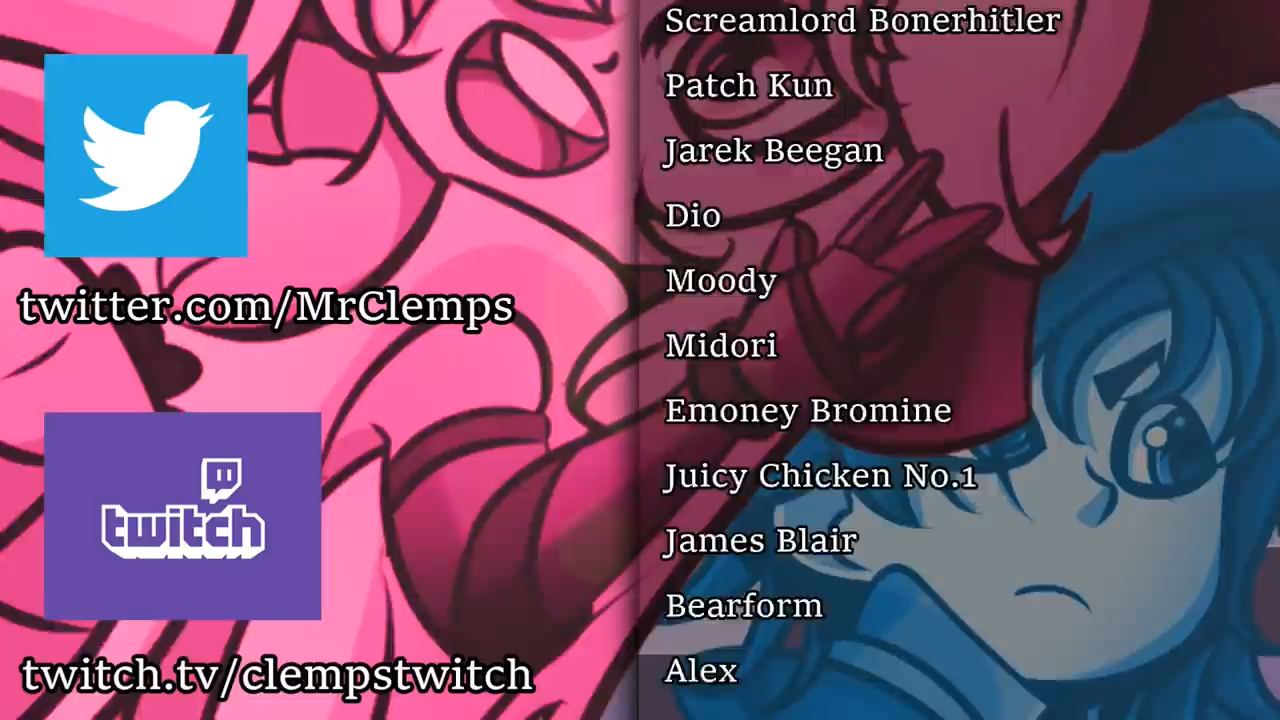 twitter.com/MrClemps
twitch
twitch.tv/clempstwitch
Screamlord Bonerhitler
Patch Kun
Jarek Beegan
Dio
Moody
Midori
Emoney Bromine
Juicy Chicken No.1
James Blair
Bearform
Alex